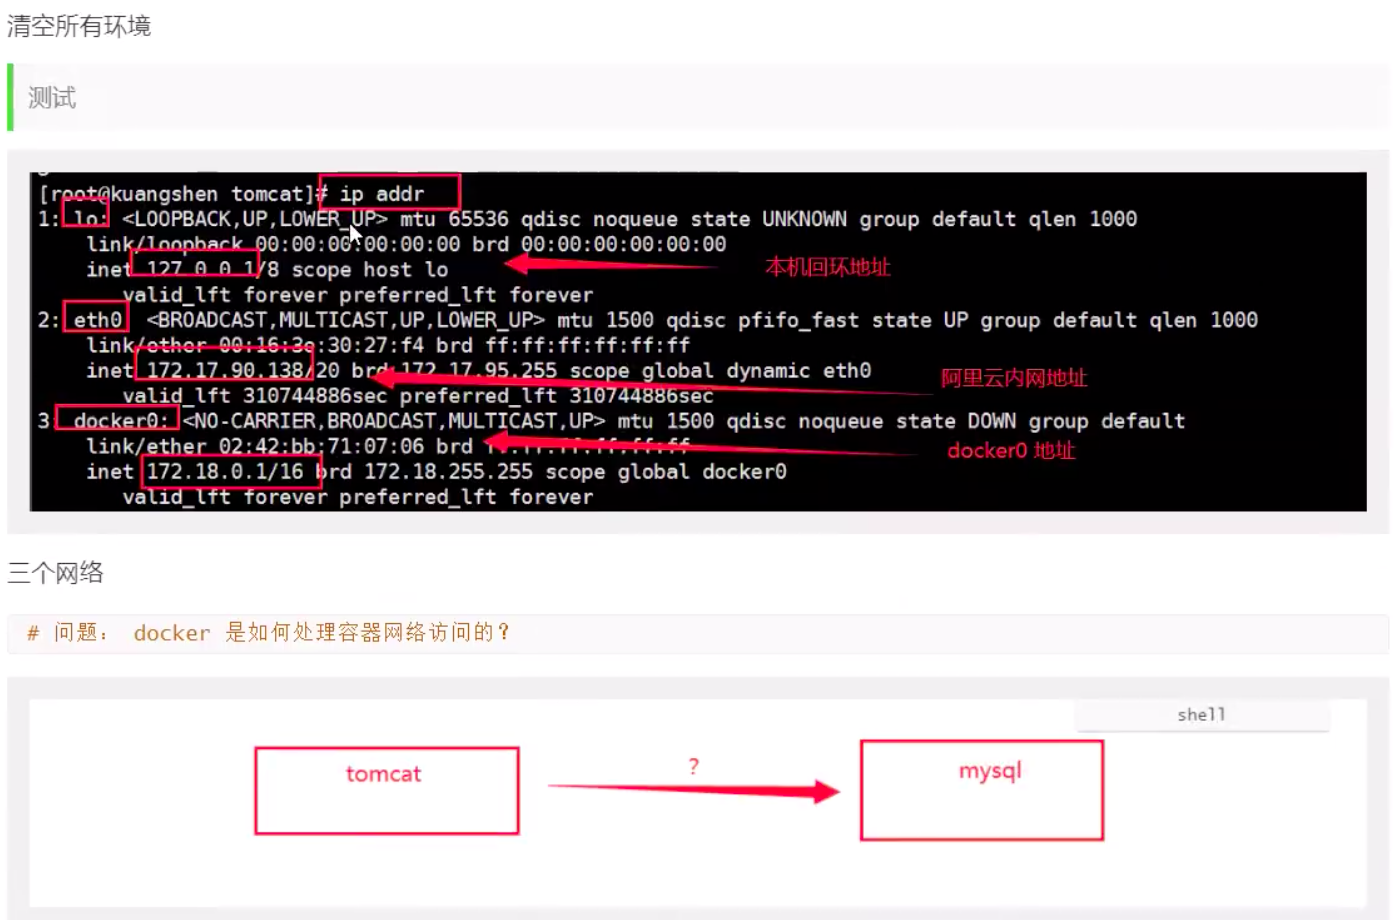 清空所有环境
测试
[root@kuangshen tomcat]# ip addr
1: lo: <LOOPBACK,UP,LOWER_UP> mtu 65536 qdisc noqueue state UNKNOWN group default qlen 1000
link/loopback 00:00:00:00:00:00 brd 00:00:00:00:00:00
inet 127.0.0.1/8 scope host lo
本机回环地址
valid_lft forever preferred_lft forever
2: eth0: <BROADCAST,MULTICAST,UP,LOWER_UP> mtu 1500 qdisc pfifo_fast state UP group default qlen 1000
link/ether 00:16:3e:30:27:f4 brd ff:ff:ff:ff:ff:ff
inet 172.17.90.138/20 brd 172.17.95.255 scope global dynamic eth0
阿里云内网地址
valid_lft 310744886sec preferred_lft 310744886sec
3: docker0: <NO-CARRIER,BROADCAST,MULTICAST,UP> mtu 1500 qdisc noqueue state DOWN group default
link/ether 02:42:bb:71:07:06 brd ff:ff:ff:ff:ff:ff
docker0 地址
inet 172.18.0.1/16 brd 172.18.255.255 scope global docker0
valid_lft forever preferred_lft forever
三个网络
# 问题： docker 是如何处理容器网络访问的？
shell
tomcat
?
mysql